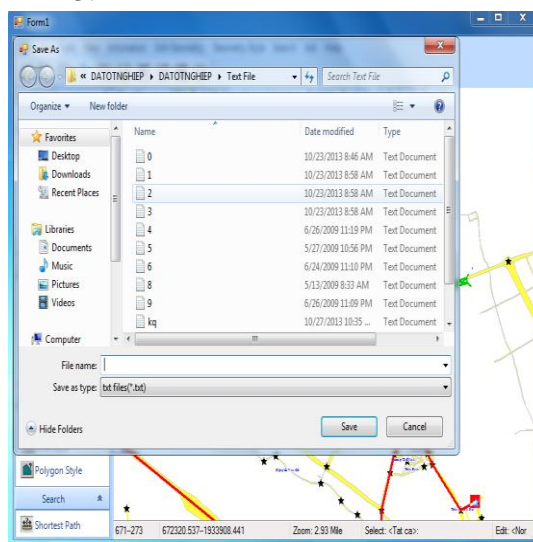 Form1
Save As
« DATOTNGHIEP ▸ DATOTNGHIEP ▸ Text File
Search Text File
Organize ▾ New folder
Name Date modified Type
Favorites
Desktop
Downloads
Recent Places
Libraries
Documents
Music
Pictures
Videos
Computer
0 10/23/2013 8:46 AM Text Document
1 10/23/2013 8:58 AM Text Document
2 10/23/2013 8:58 AM Text Document
3 10/23/2013 8:58 AM Text Document
4 6/26/2009 11:19 PM Text Document
5 5/27/2009 10:56 PM Text Document
6 6/24/2009 11:10 PM Text Document
8 5/13/2009 8:33 AM Text Document
9 6/26/2009 11:09 PM Text Document
kq 10/27/2013 10:35 ... Text Document
File name:
Save as type: txt files(*.txt)
Hide Folders
Save Cancel
Polygon Style
Search
Shortest Path
671–273 672320.537–1933908.441 Zoom: 2.93 Mile Select: <Tat ca>: Edit: <Nor